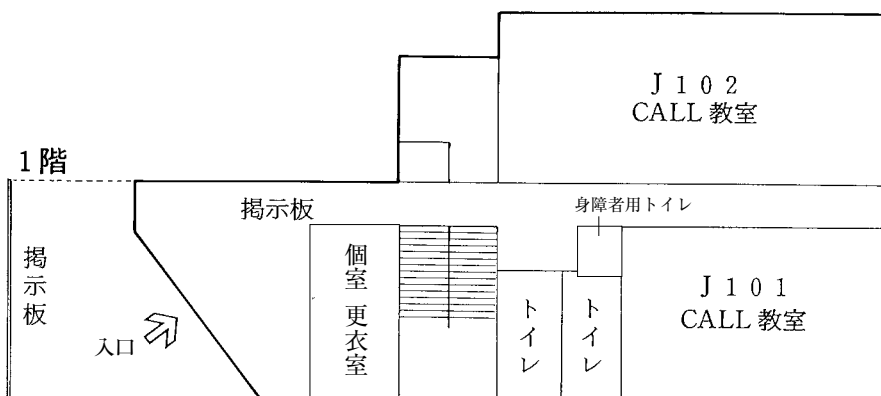 J102
CALL 教室
1階
掲示板
身障者用トイレ
掲示板
個室 更衣室
トイレ
トイレ
J101
CALL 教室
入口